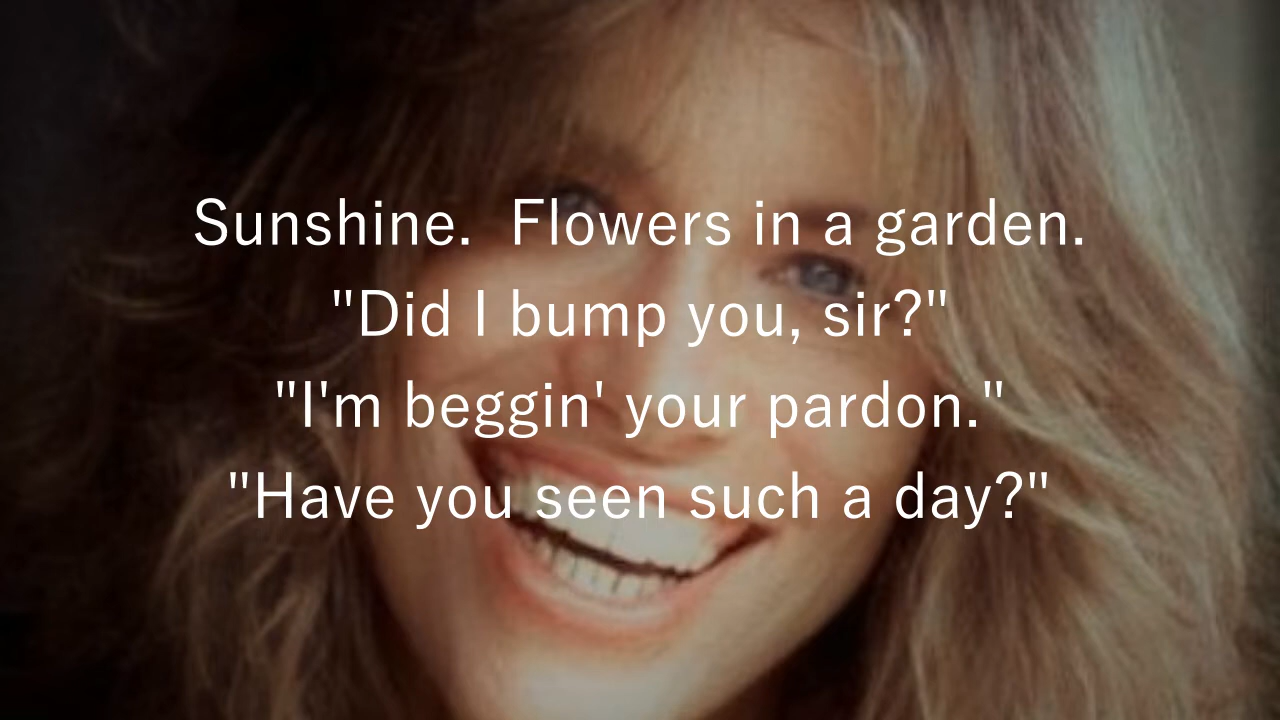 Sunshine.  Flowers in a garden.
"Did I bump you, sir?"
"I'm beggin' your pardon."
"Have you seen such a day?"